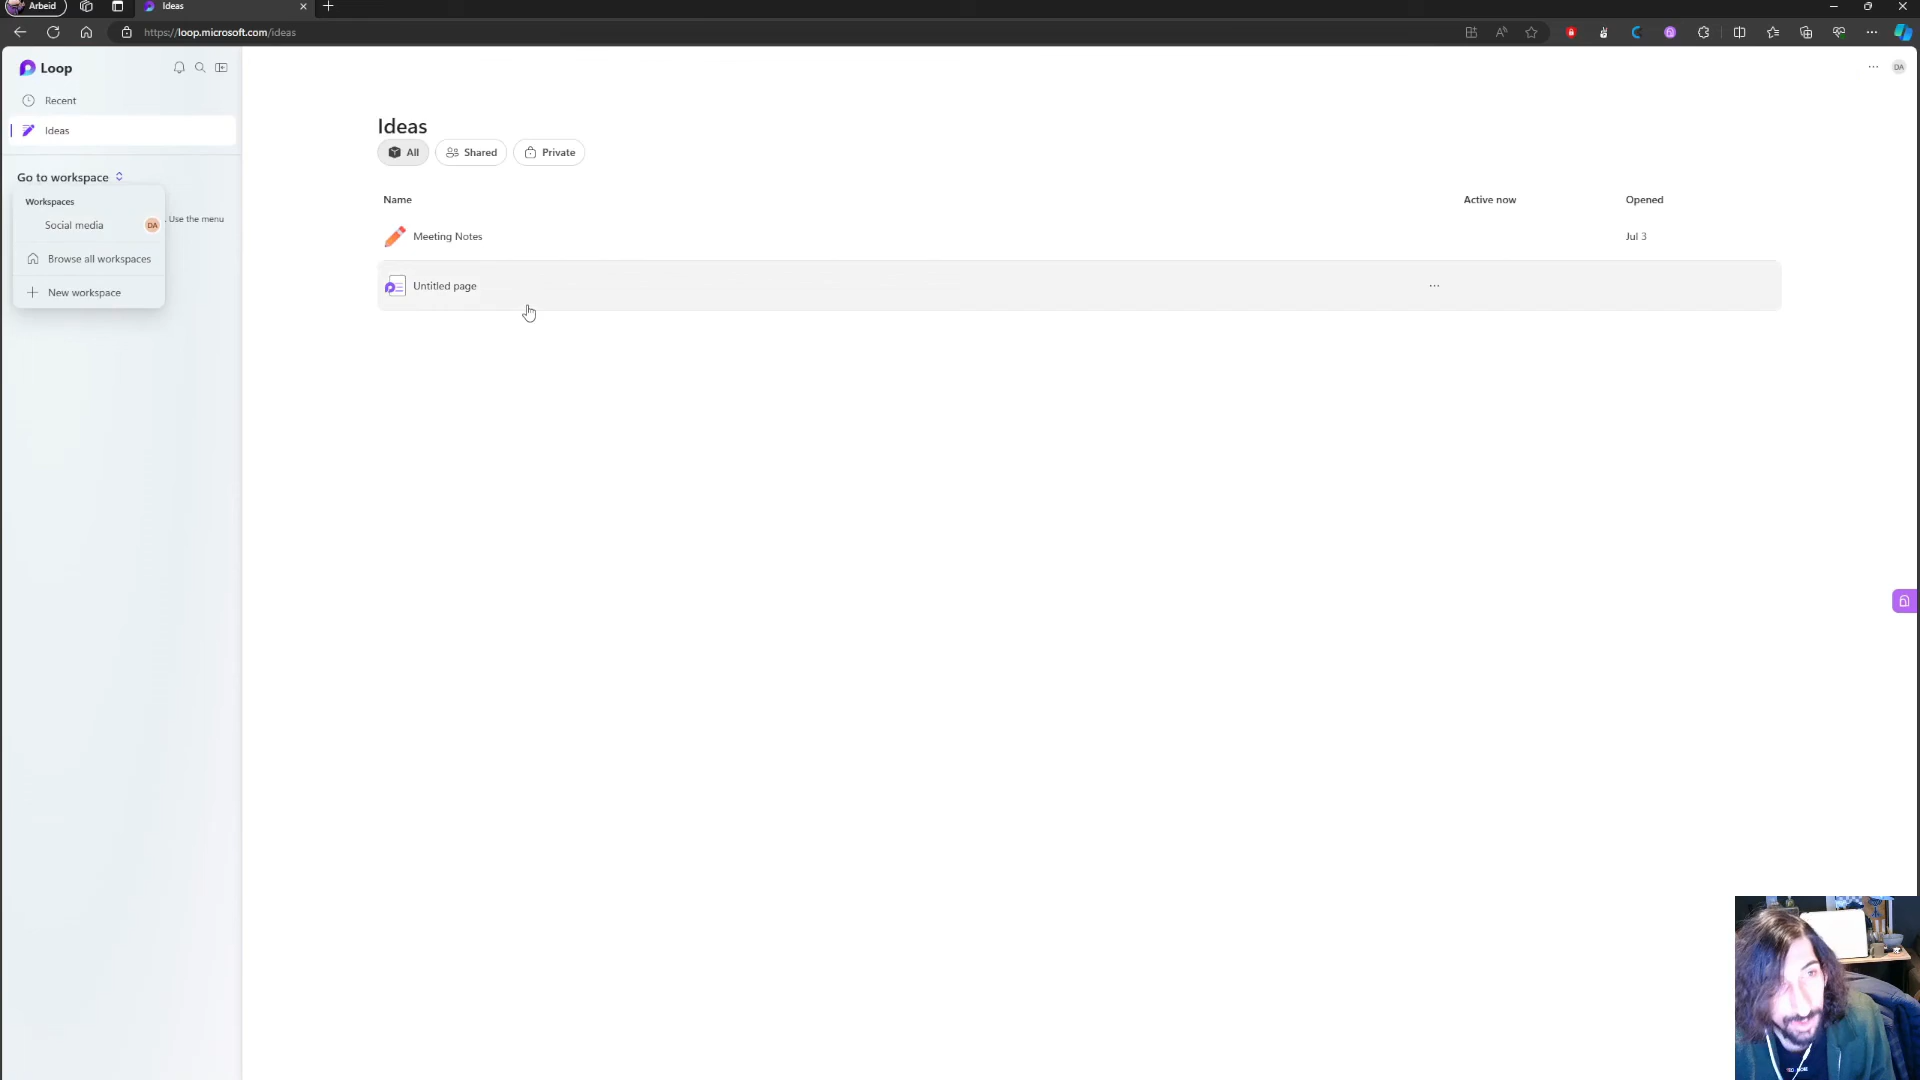 Arbeid
Ideas
https://loop.microsoft.com/ideas
Loop
DA
Recent
Ideas
Go to workspace
Workspaces
Social media DA
Use the menu
Browse all workspaces
New workspace
Ideas
All Shared Private
Name Active now Opened
Meeting Notes Jul 3
Untitled page